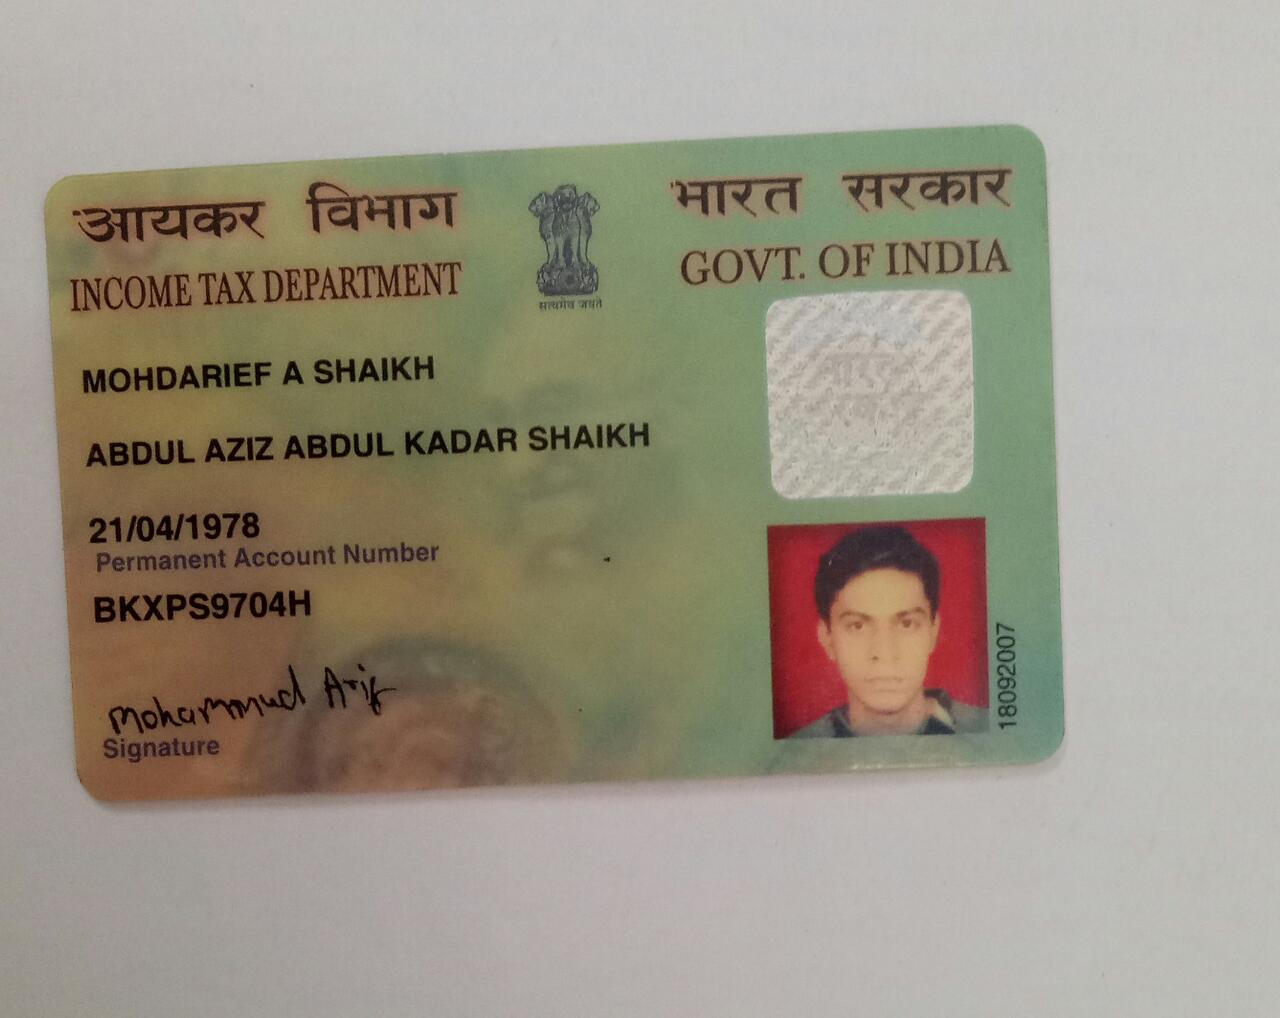 आयकर विभाग
INCOME TAX DEPARTMENT
सत्यमेव जयते
भारत सरकार
GOVT. OF INDIA
MOHDARIEF A SHAIKH
ABDUL AZIZ ABDUL KADAR SHAIKH
21/04/1978
Permanent Account Number
BKXPS9704H
Mohammud Arif
Signature
18092007